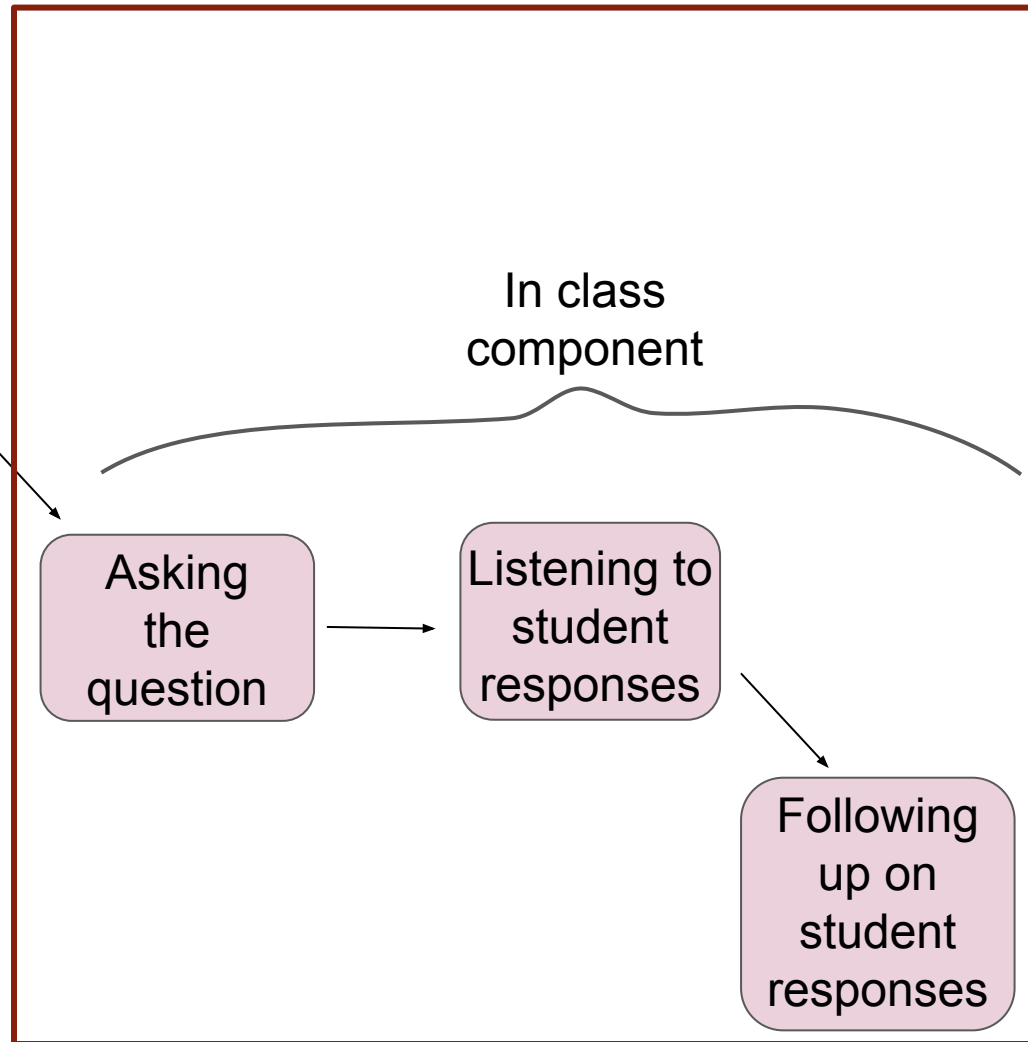 In class
component
Asking
the
question
Listening to
student
responses
Following
up on
student
responses